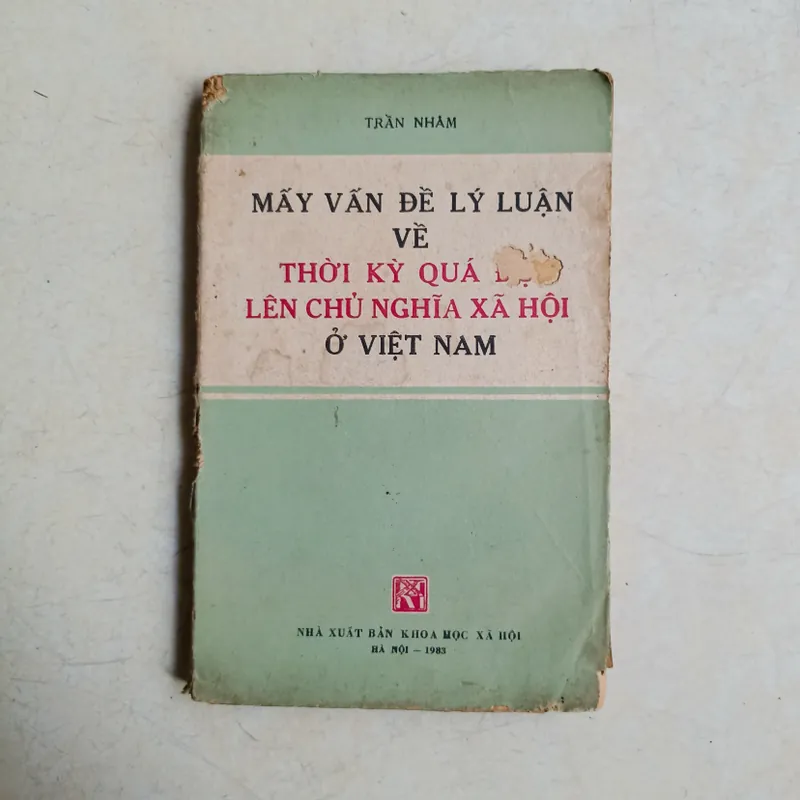 TRẦN NHÂM
MẤY VẤN ĐỀ LÝ LUẬN
VỀ
THỜI KỲ QUÁ
LÊN CHỦ NGHĨA XÃ HỘI
Ở VIỆT NAM
NHÀ XUẤT BẢN KHOA HỌC XÃ HỘI
HÀ NỘI - 1983